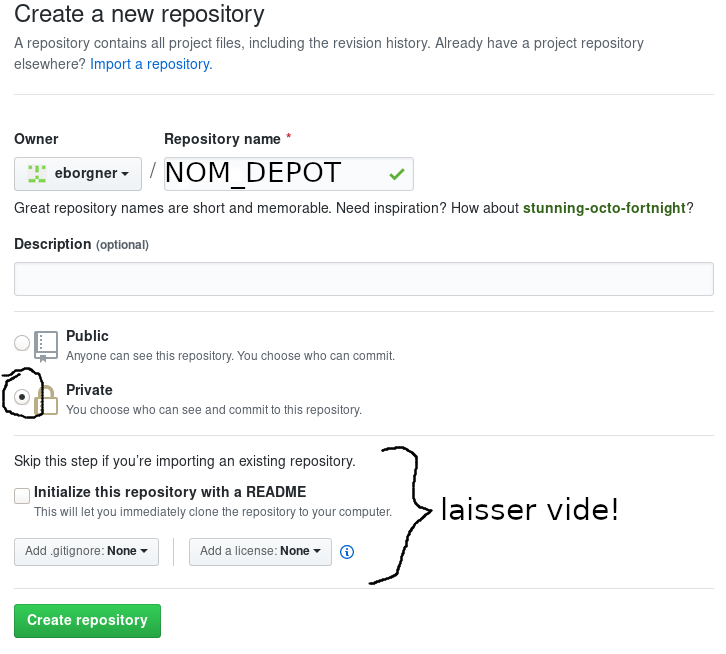 Create a new repository
A repository contains all project files, including the revision history. Already have a project repository
elsewhere? Import a repository.
Owner
Repository name *
eborgner / NOM_DEPOT
Great repository names are short and memorable. Need inspiration? How about stunning-octo-fortnight?
Description (optional)
Public
Anyone can see this repository. You choose who can commit.
Private
You choose who can see and commit to this repository.
Skip this step if you're importing an existing repository.
Initialize this repository with a README
This will let you immediately clone the repository to your computer.
laisser vide!
Add .gitignore: None
Add a license: None
Create repository